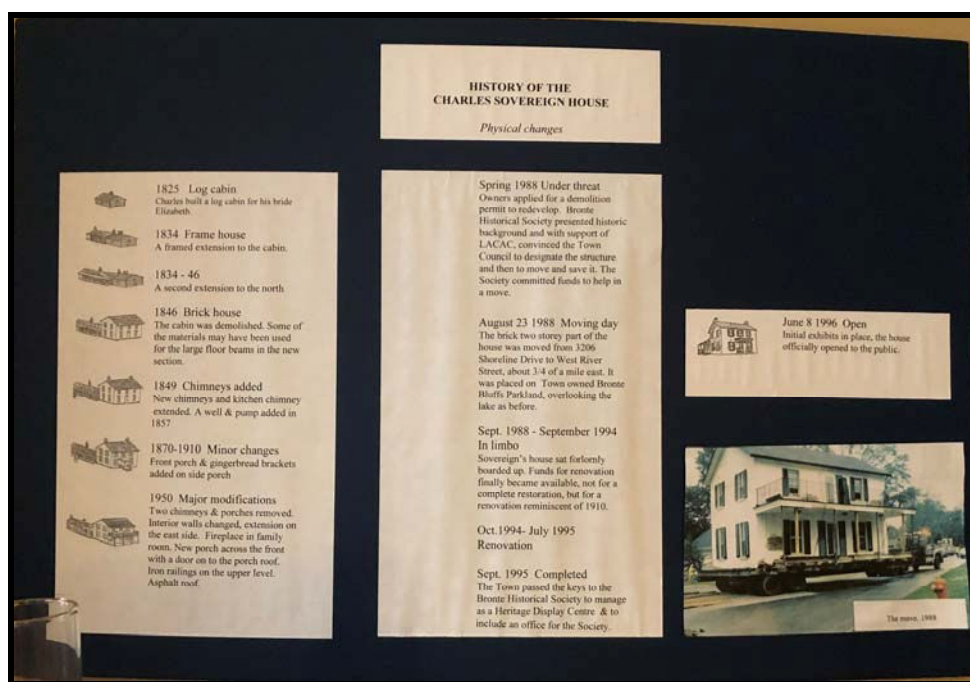 HISTORY OF THE
CHARLES SOVEREIGN HOUSE
Physical changes
1825 Log cabin
Charles built a log cabin for his bride
Elizabeth.
1834 Frame house
A framed extension to the cabin.
1834 - 46
A second extension to the north
1846 Brick house
The cabin was demolished. Some of
the materials may have been used
for the large floor beams in the new
section.
1849 Chimneys added
New chimneys and kitchen chimney
extended. A well & pump added in
1857
1870-1910 Minor changes
Front porch & gingerbread brackets
added on side porch
1950 Major modifications
Two chimneys & porches removed.
Interior walls changed, extension on
the east side. Fireplace in family
room. New porch across the front
with a door on to the porch roof.
Iron railings on the upper level.
Asphalt roof.
Spring 1988 Under threat
Owners applied for a demolition
permit to redevelop. Bronte
Historical Society presented historic
background and with support of
LACAC, convinced the Town
Council to designate the structure
and then to move and save it. The
Society committed funds to help in
a move.
August 23 1988 Moving day
The brick two storey part of the
house was moved from 3206
Shoreline Drive to West River
Street, about 3/4 of a mile east. It
was placed on Town owned Bronte
Bluffs Parkland, overlooking the
lake as before.
Sept. 1988 - September 1994
In limbo
Sovereign's house sat forlornly
boarded up. Funds for renovation
finally became available, not for a
complete restoration, but for a
renovation reminiscent of 1910.
Oct.1994- July 1995
Renovation
Sept. 1995 Completed
The Town passed the keys to the
Bronte Historical Society to manage
as a Heritage Display Centre & to
include an office for the Society.
June 8 1996 Open
Initial exhibits in place, the house
officially opened to the public.
The move, 1988